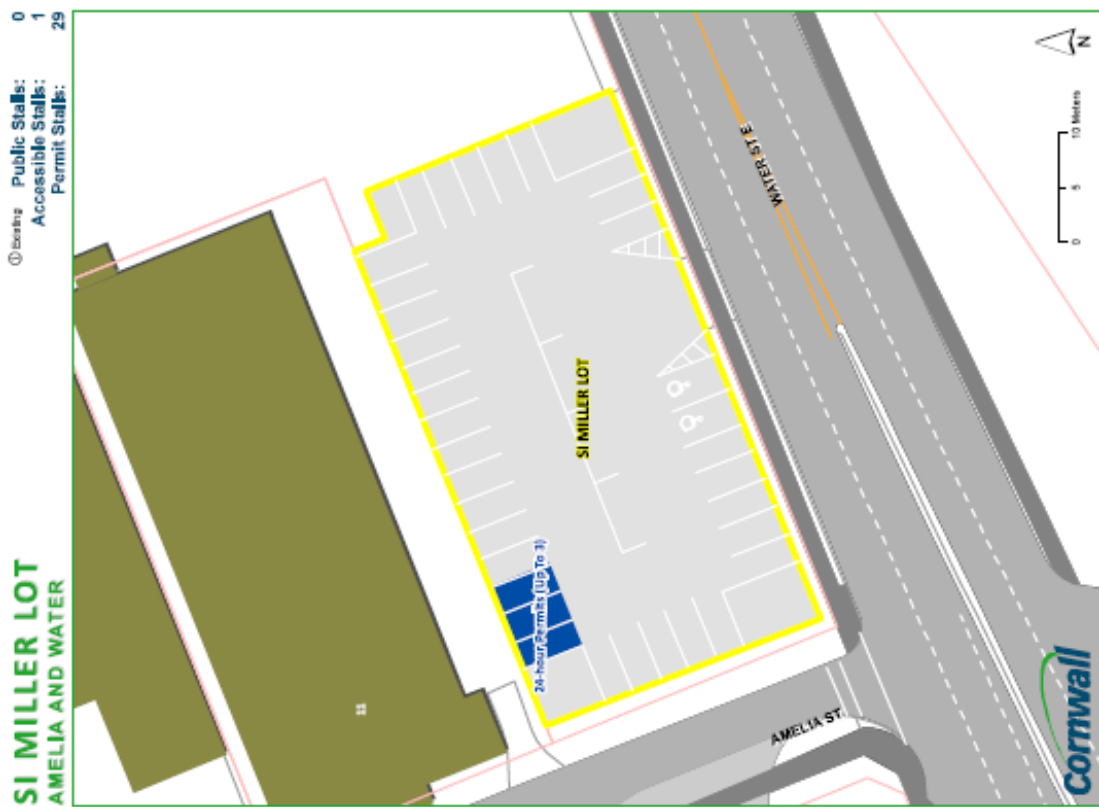 SI MILLER LOT
AMELIA AND WATER
Existing Public Stalls: 0
Accessible Stalls: 1
Permit Stalls: 29
24-hour Permits (Up To 3)
SI MILLER LOT
WATER ST E
AMELIA ST
11
0 5 10 Meters
N
Cornwall